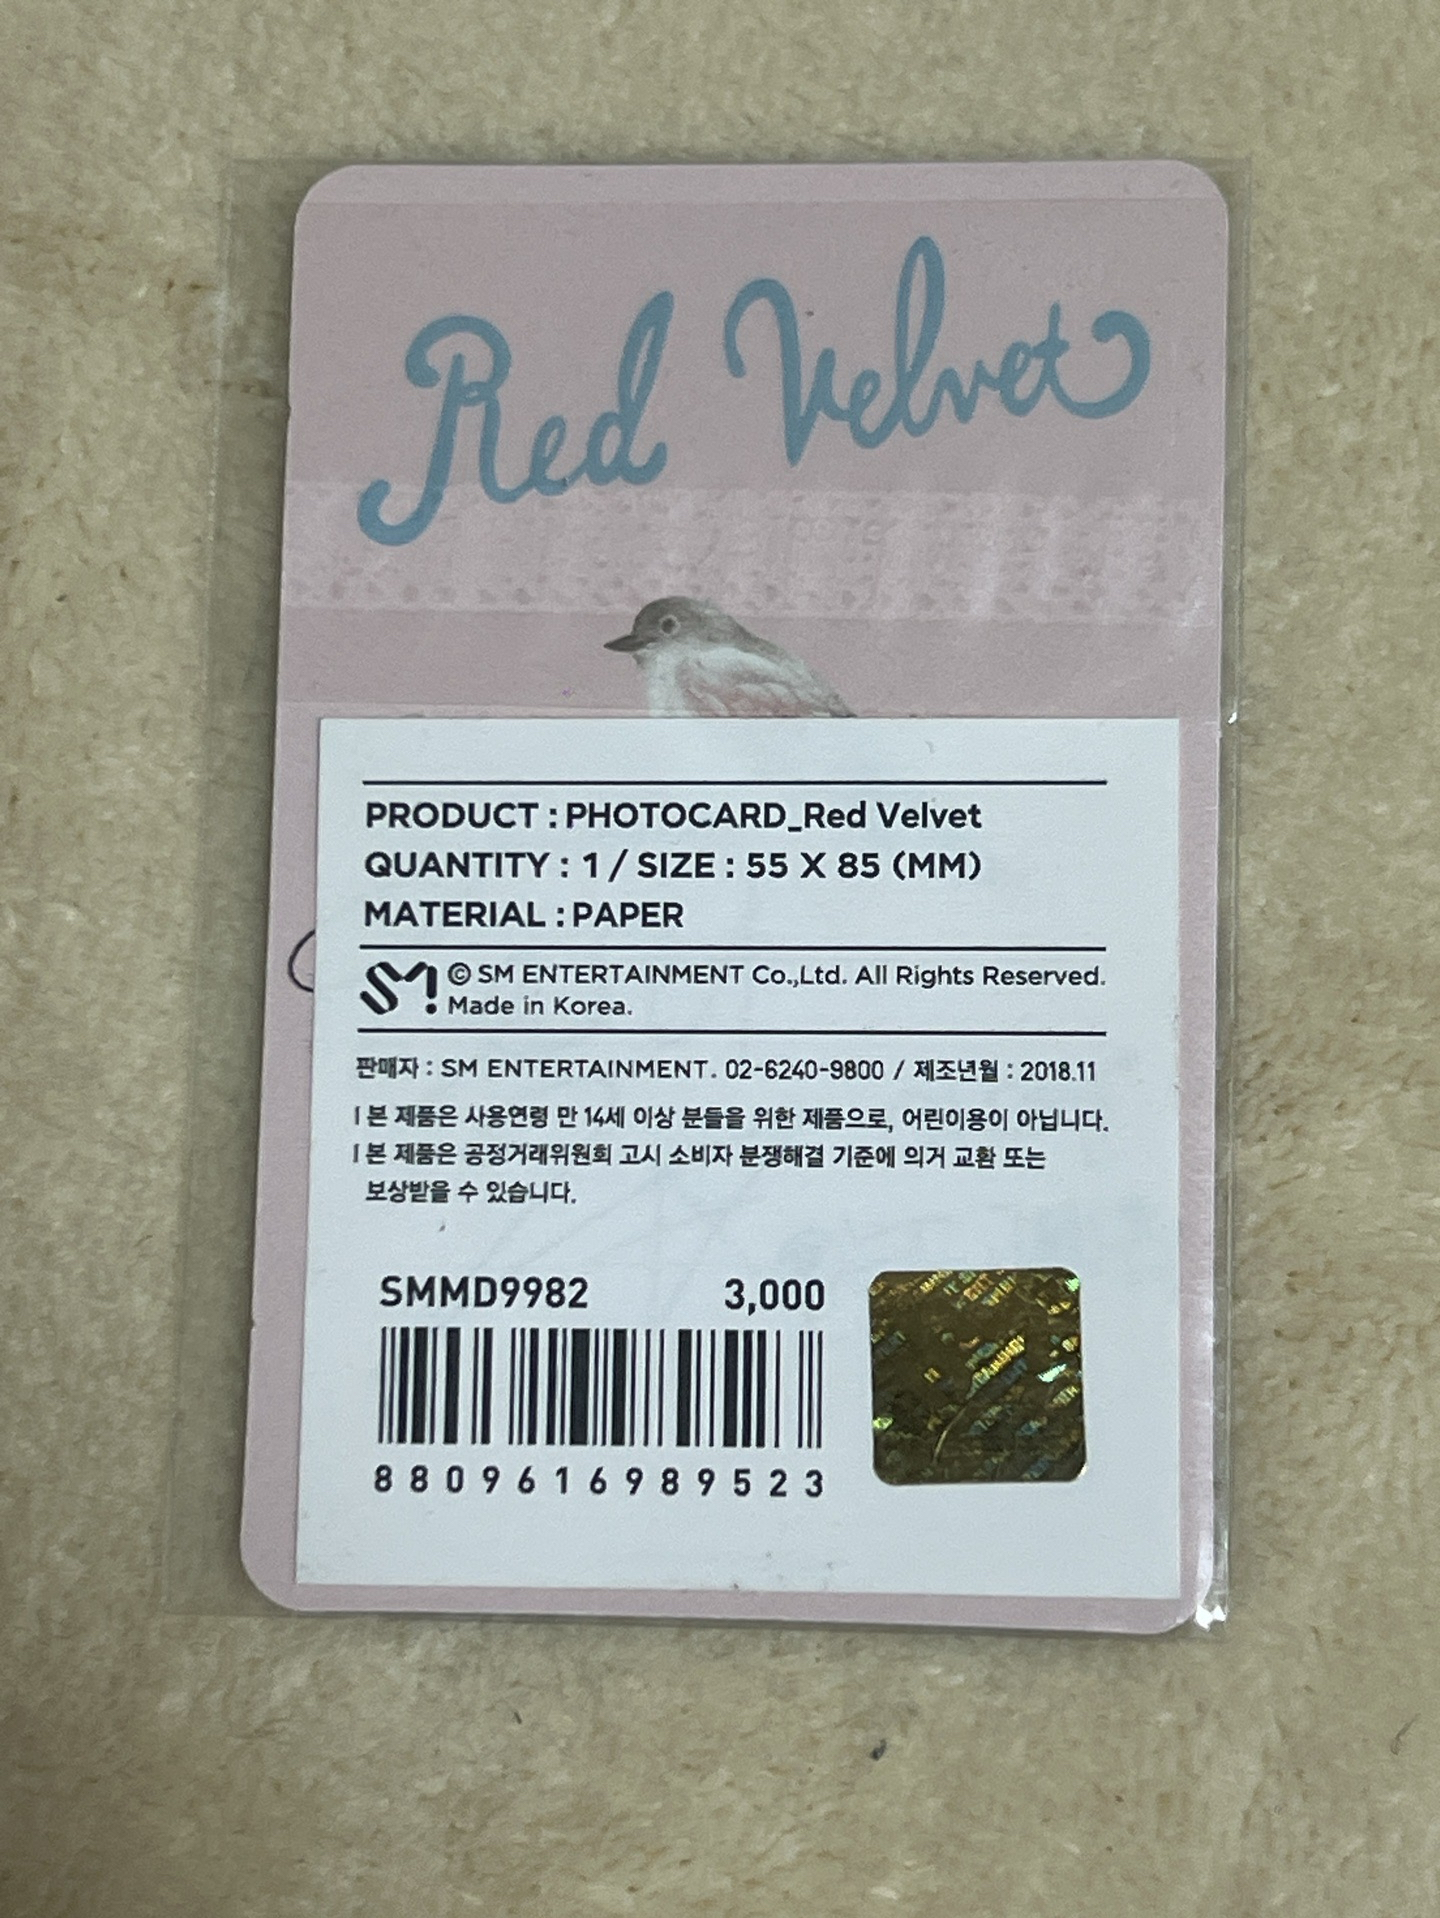 Red Velvet
PRODUCT : PHOTOCARD_Red Velvet
QUANTITY : 1 / SIZE : 55 X 85 (MM)
MATERIAL : PAPER
SM! © SM ENTERTAINMENT Co.,Ltd. All Rights Reserved.
Made in Korea.
판매자 : SM ENTERTAINMENT. 02-6240-9800 / 제조년월 : 2018.11
l 본 제품은 사용연령 만 14세 이상 분들을 위한 제품으로, 어린이용이 아닙니다.
l 본 제품은 공정거래위원회 고시 소비자 분쟁해결 기준에 의거 교환 또는
보상받을 수 있습니다.
SMMD9982 3,000
8809616989523